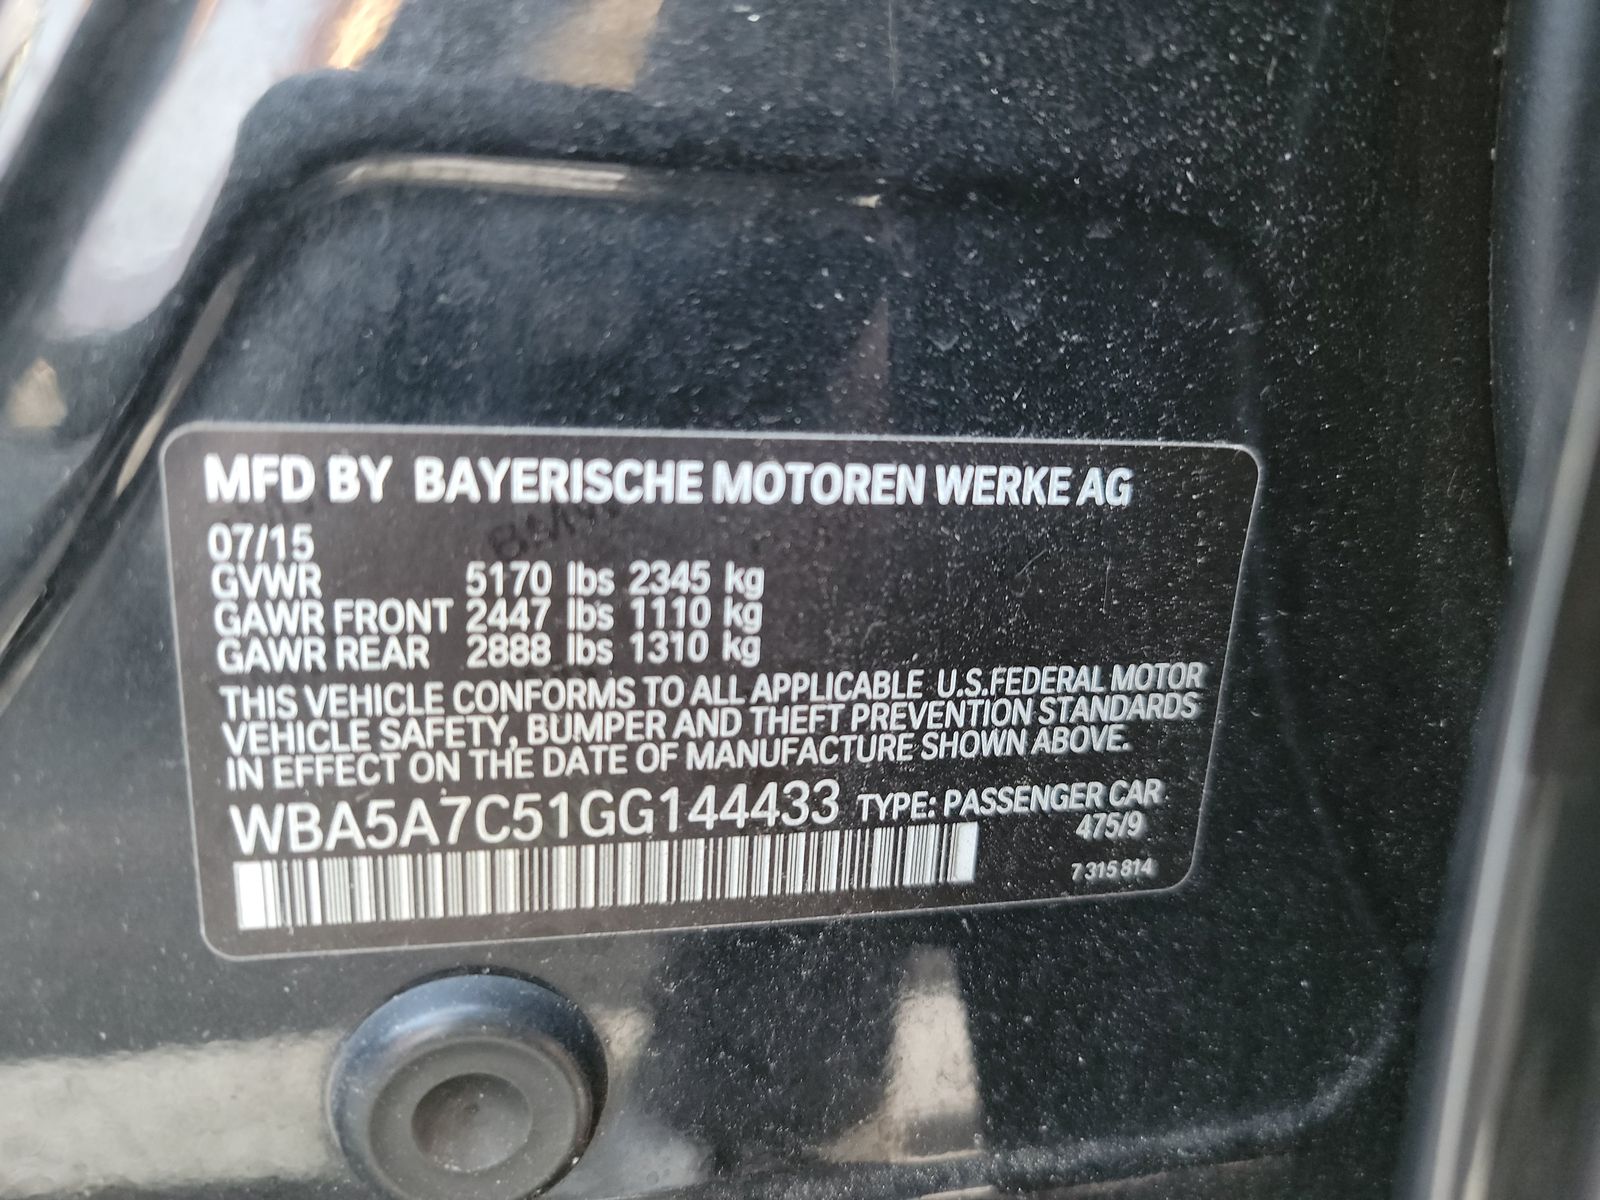 MFD BY BAYERISCHE MOTOREN WERKE AG
07/15
GVWR 5170 lbs 2345 kg
GAWR FRONT 2447 lbs 1110 kg
GAWR REAR 2888 lbs 1310 kg
THIS VEHICLE CONFORMS TO ALL APPLICABLE U.S.FEDERAL MOTOR
VEHICLE SAFETY, BUMPER AND THEFT PREVENTION STANDARDS
IN EFFECT ON THE DATE OF MANUFACTURE SHOWN ABOVE.
WBA5A7C51GG144433 TYPE: PASSENGER CAR
475/9
7 315 814